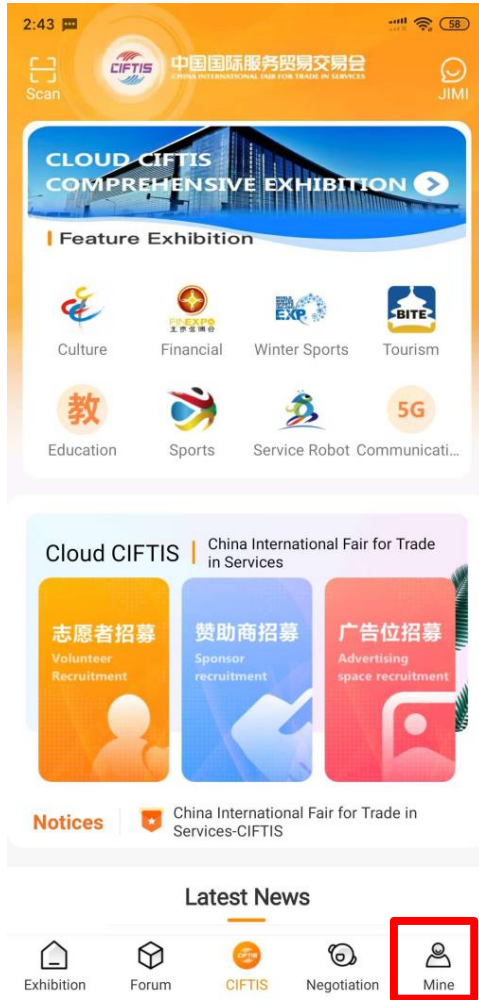 2:43
58
Scan
CIFTIS
中国国际服务贸易交易会
CHINA INTERNATIONAL FAIR FOR TRADE IN SERVICES
JIMI
CLOUD CIFTIS
COMPREHENSIVE EXHIBITION
Feature Exhibition
FINEXPO
EXP
BITE
Culture
Financial
Winter Sports
Tourism
教
5G
Education
Sports
Service Robot
Communicati...
Cloud CIFTIS
China International Fair for Trade
in Services
志愿者招募
Volunteer
Recruitment
赞助商招募
Sponsor
recruitment
广告位招募
Advertising
space recruitment
Notices
China International Fair for Trade in
Services-CIFTIS
Latest News
Exhibition
Forum
CIFTIS
Negotiation
Mine